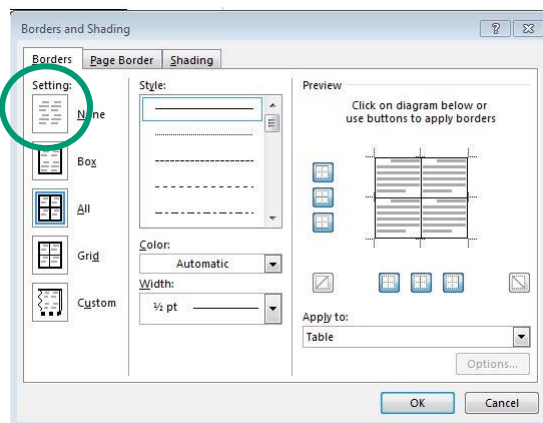 Borders and Shading
Borders Page Border Shading
Setting:
None
Box
All
Grid
Custom
Style:
Color:
Automatic
Width:
½ pt
Preview
Click on diagram below or
use buttons to apply borders
Apply to:
Table
Options...
OK Cancel